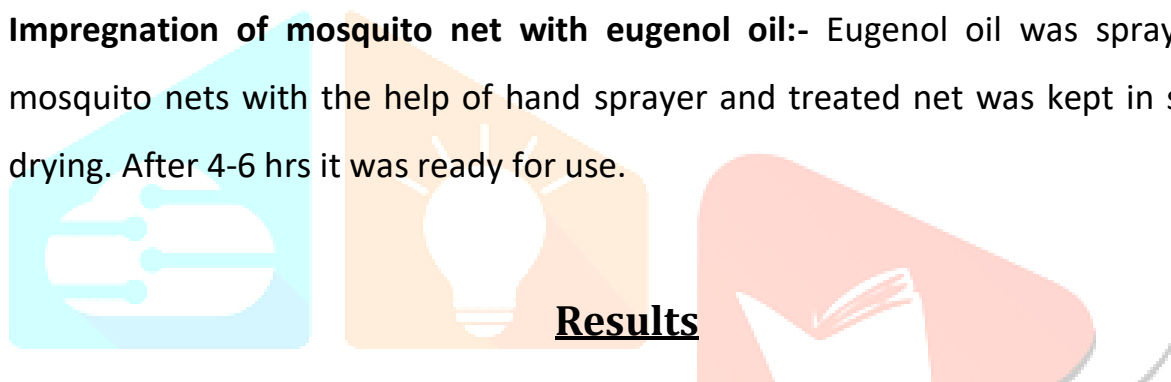 Impregnation of mosquito net with eugenol oil:- Eugenol oil was
mosquito nets with the help of hand sprayer and treated net was kept in
drying. After 4-6 hrs it was ready for use.
Results